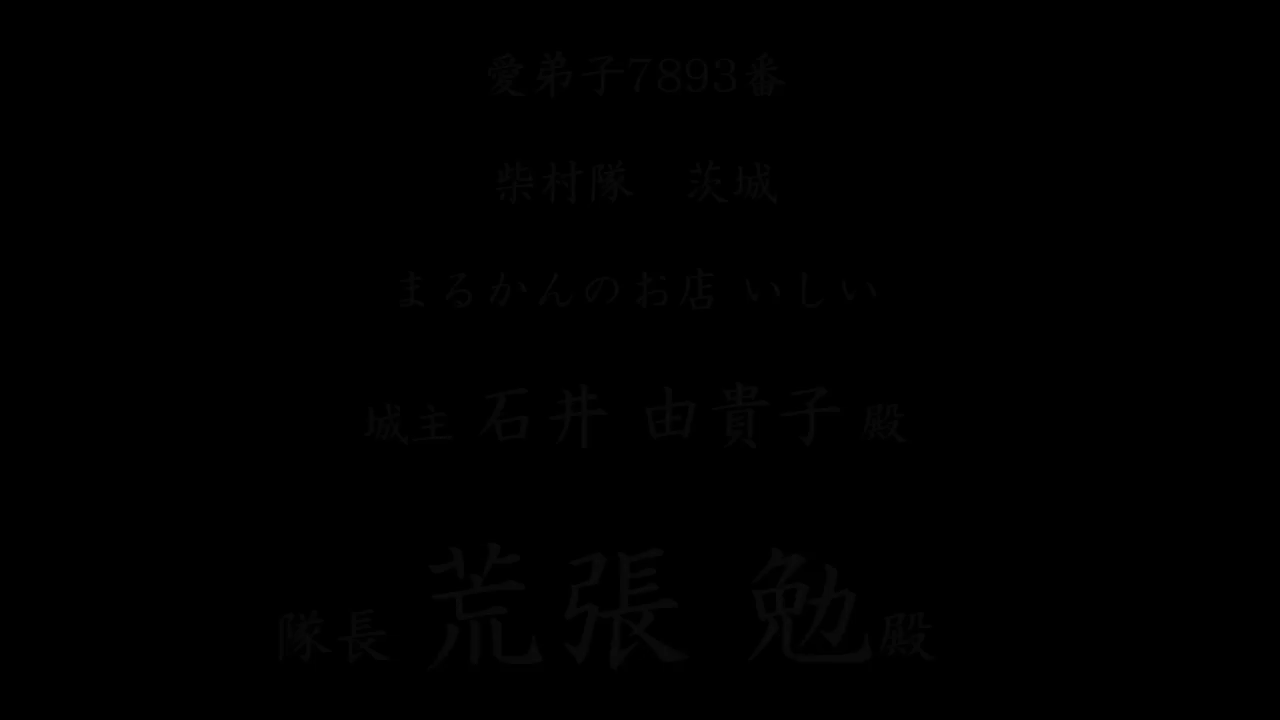 愛弟子7893番
柴村隊　茨城
まるかんのお店 いしい
城主 石井 由貴子 殿
隊長 荒張 勉殿